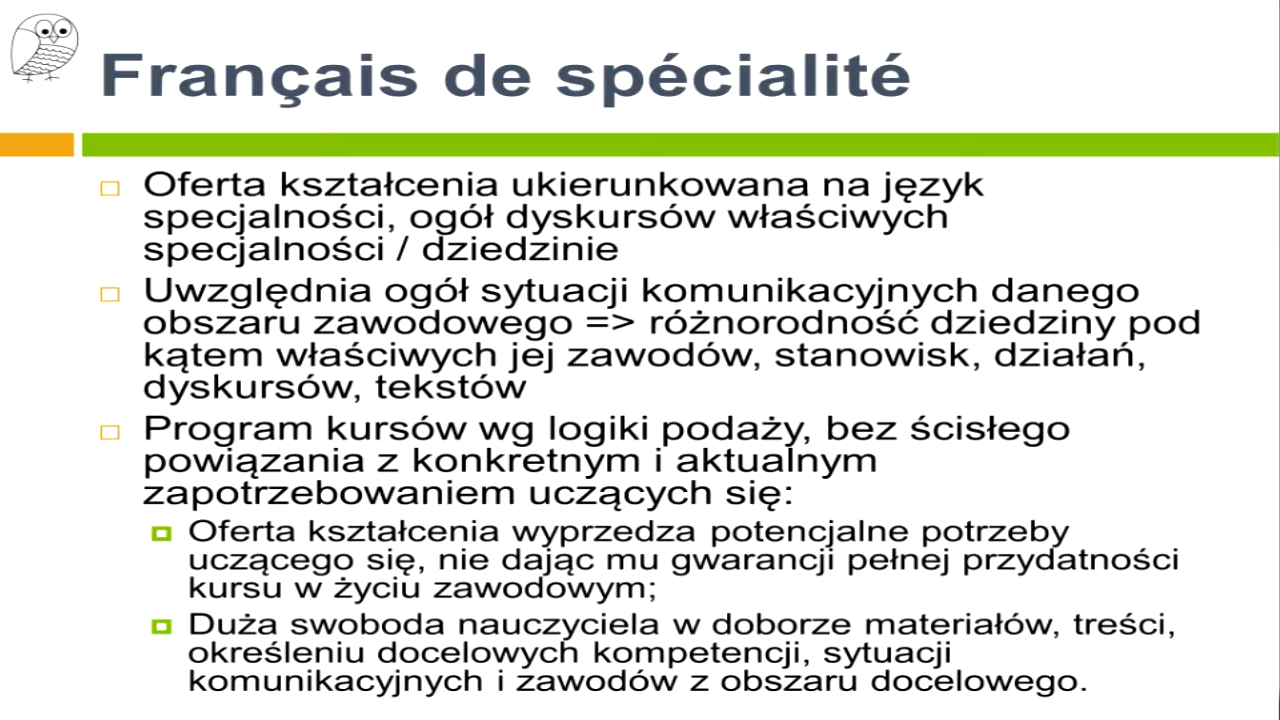 Français de spécialité
Oferta kształcenia ukierunkowana na język
specjalności, ogół dyskursów właściwych
specjalności / dziedzinie
Uwzględnia ogół sytuacji komunikacyjnych danego
obszaru zawodowego => różnorodność dziedziny pod
kątem właściwych jej zawodów, stanowisk, działań,
dyskursów, tekstów
Program kursów wg logiki podaży, bez ścisłego
powiązania z konkretnym i aktualnym
zapotrzebowaniem uczących się:
Oferta kształcenia wyprzedza potencjalne potrzeby
uczącego się, nie dając mu gwarancji pełnej przydatności
kursu w życiu zawodowym;
Duża swoboda nauczyciela w doborze materiałów, treści,
określeniu docelowych kompetencji, sytuacji
komunikacyjnych i zawodów z obszaru docelowego.